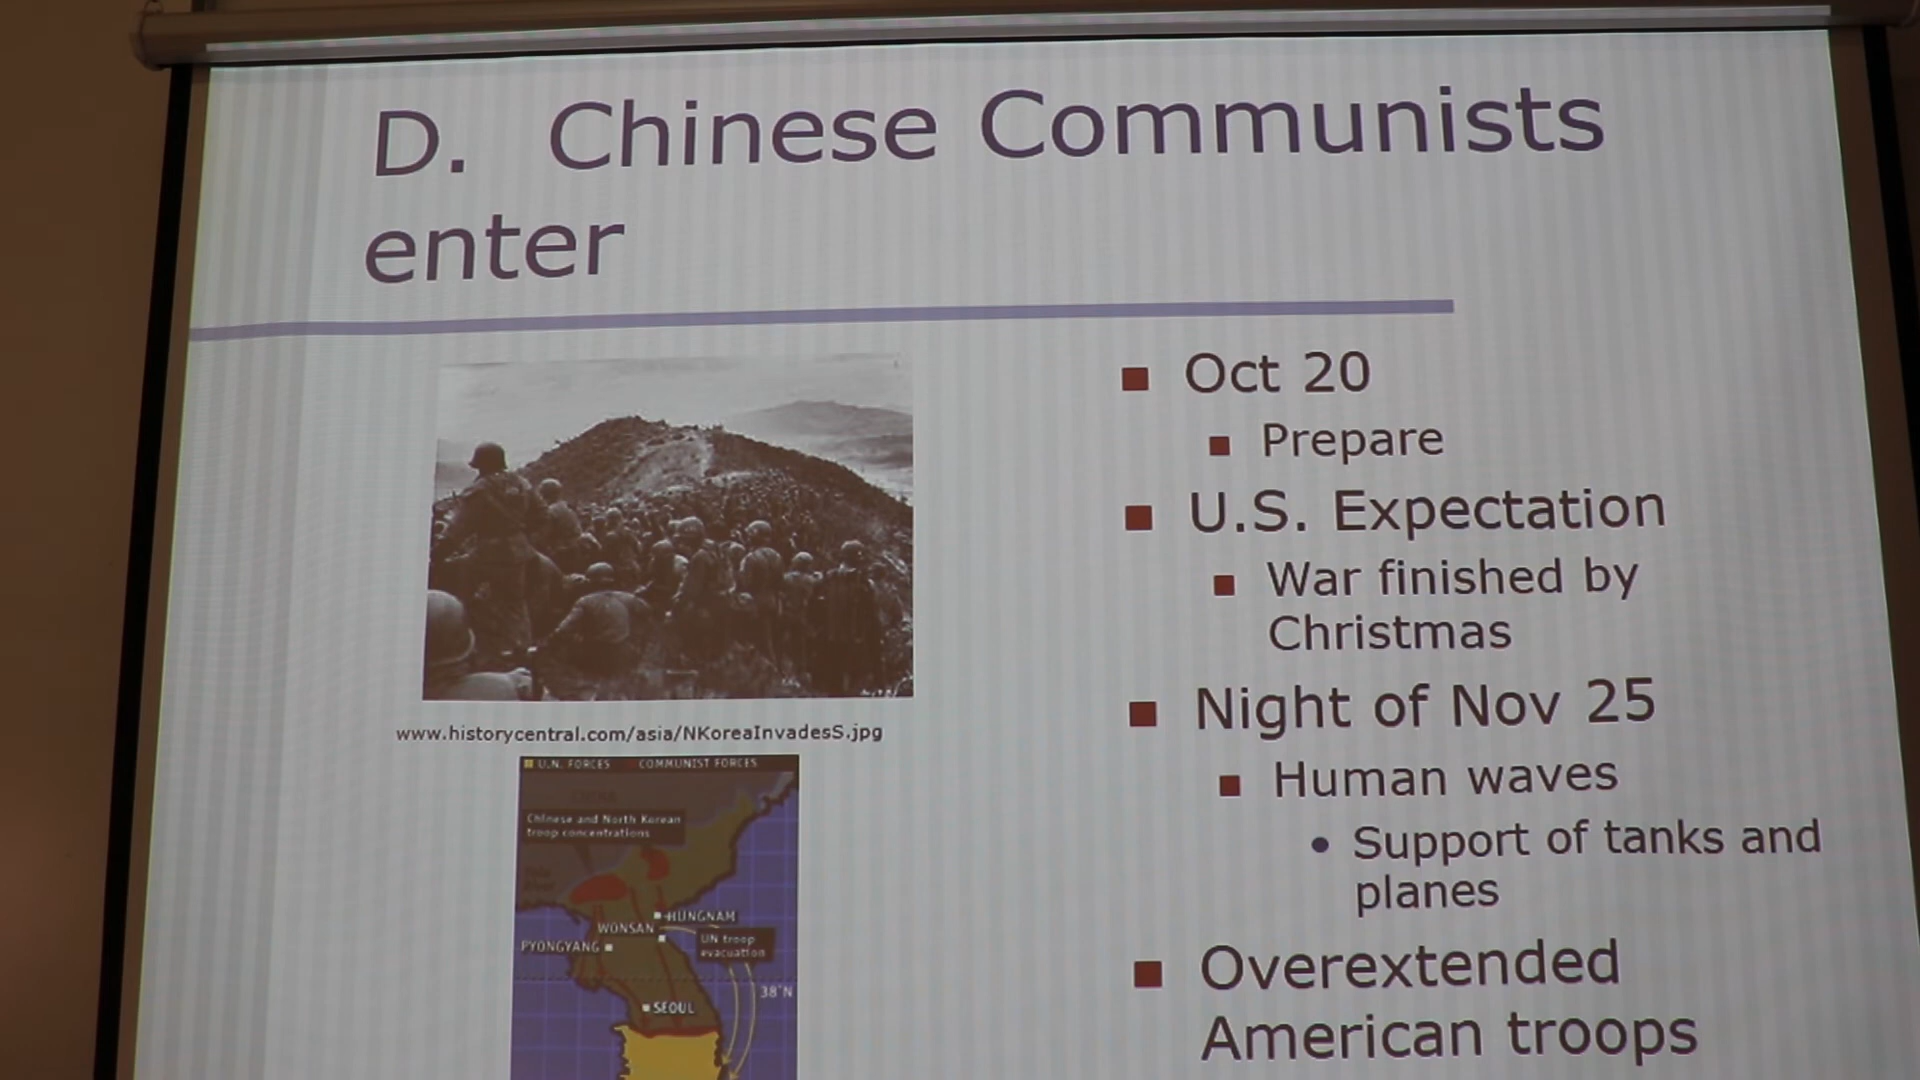 D. Chinese Communists
enter
www.historycentral.com/asia/NKoreaInvadesS.jpg
U.N. FORCES COMMUNIST FORCES
CHINA
Chinese and North Korean
troop concentrations
HUNGNAM
WONSAN
PYONGYANG
UN troop
evacuation
38°N
SEOUL
Oct 20
Prepare
U.S. Expectation
War finished by
Christmas
Night of Nov 25
Human waves
Support of tanks and
planes
Overextended
American troops